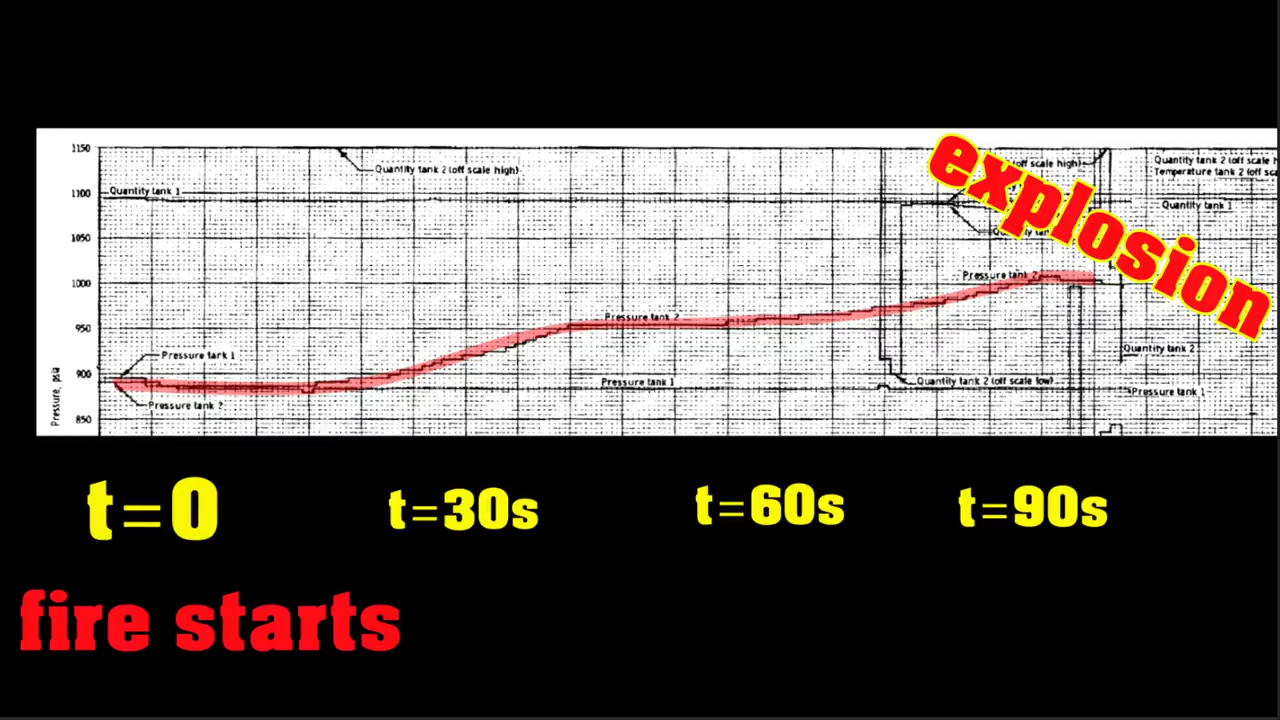 explosion
1150
Quantity tank 2 (off scale high)
(off scale high)
Quantity tank 2 (off scale
Temperature tank 2 (off sca
1100
Quantity tank 1
Quantity tank 1
1050
1000
Pressure tank 2
950
Pressure tank 2
Quantity tank 2
Pressure tank 1
900
Pressure tank 1
Quantity tank 2 (off scale low)
Pressure tank 1
Pressure tank 2
850
Pressure, psia
t=0
t=30s
t=60s
t=90s
fire starts